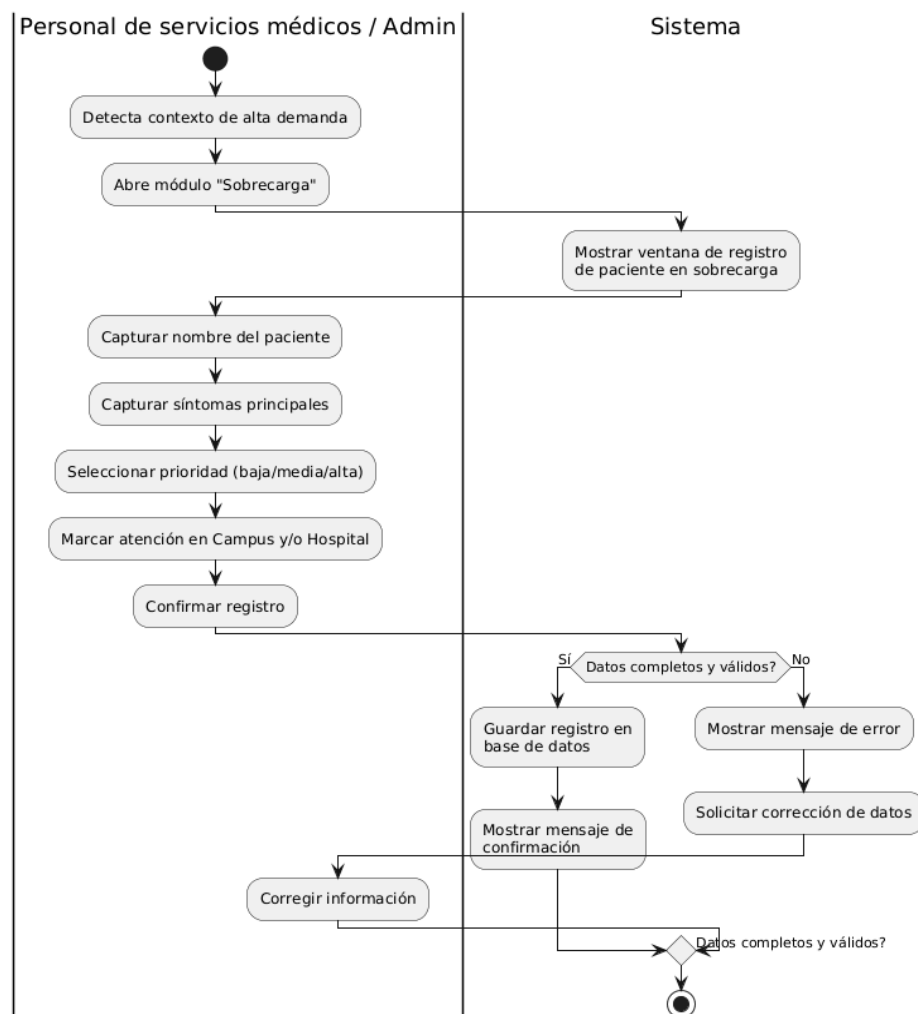 Personal de servicios médicos / Admin
Sistema
Detecta contexto de alta demanda
Abre módulo "Sobrecarga"
Mostrar ventana de registro
de paciente en sobrecarga
Capturar nombre del paciente
Capturar síntomas principales
Seleccionar prioridad (baja/media/alta)
Marcar atención en Campus y/o Hospital
Confirmar registro
Sí
Datos completos y válidos?
No
Guardar registro en
base de datos
Mostrar mensaje de error
Mostrar mensaje de
confirmación
Solicitar corrección de datos
Corregir información
Datos completos y válidos?